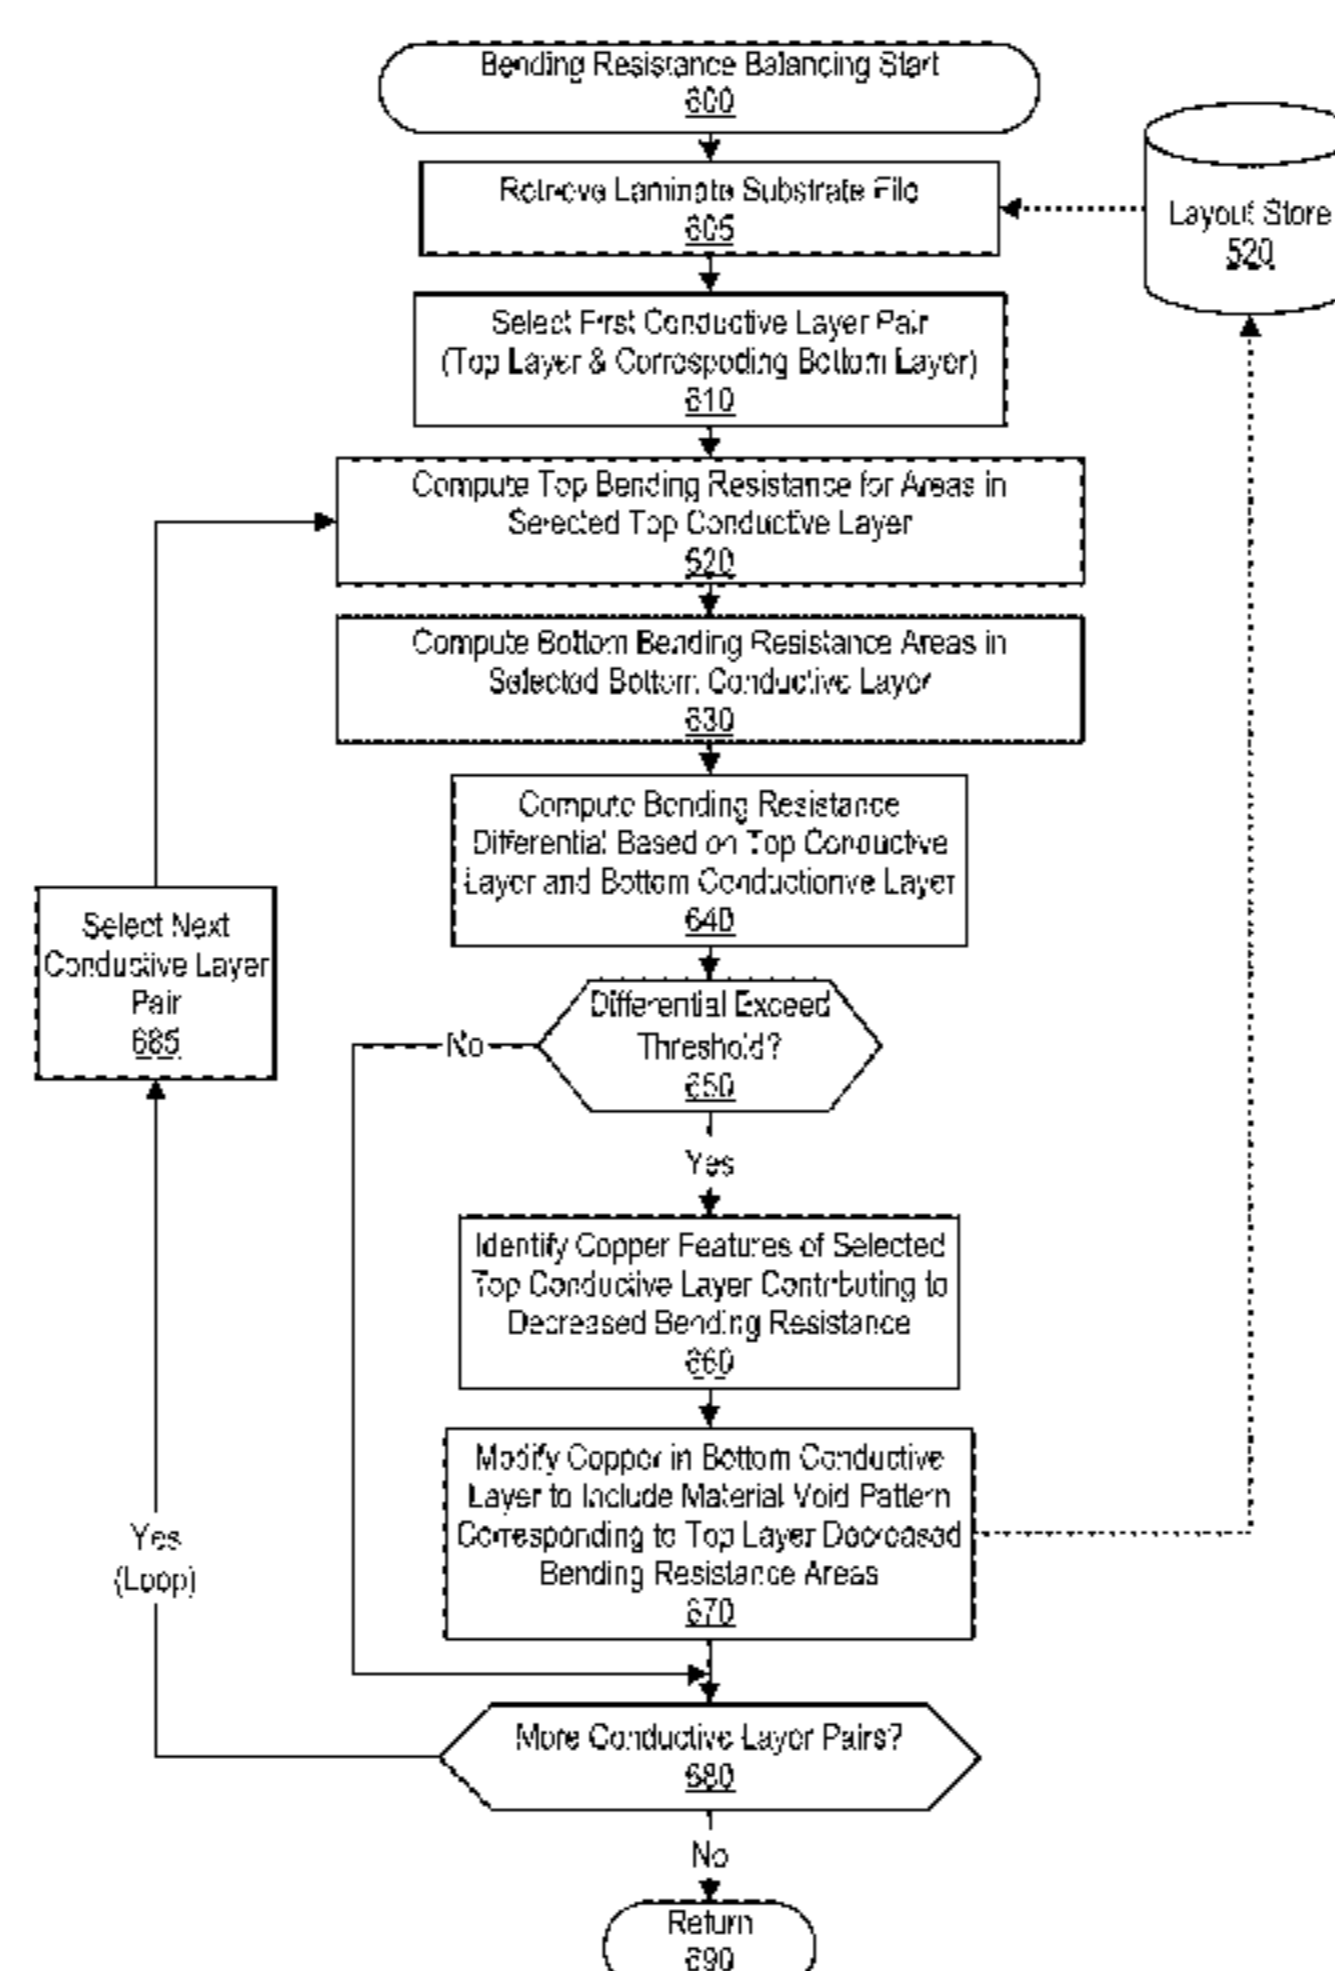 Bending Resistance Balancing Start
600
Retrieve Laminate Substrate File
605
Layout Store
520
Select First Conductive Layer Pair
(Top Layer & Correspoding Bottom Layer)
610
Compute Top Bending Resistance for Areas in
Selected Top Conductive Layer
620
Compute Bottom Bending Resistance Areas in
Selected Bottom Conductive Layer
630
Compute Bending Resistance
Differential Based on Top Conductive
Layer and Bottom Conductionve Layer
640
Select Next
Conductive Layer
Pair
685
Differential Exceed
Threshold?
650
No
Yes
Identify Copper Features of Selected
Top Conductive Layer Contributing to
Decreased Bending Resistance
660
Modify Copper in Bottom Conductive
Layer to Include Material Void Pattern
Corresponding to Top Layer Decreased
Bending Resistance Areas
670
Yes
(Loop)
More Conductive Layer Pairs?
680
No
Return
690